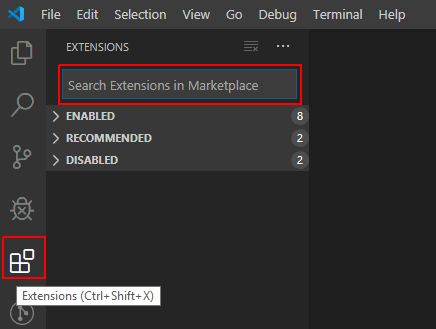 File Edit Selection View Go Debug Terminal Help
EXTENSIONS
Search Extensions in Marketplace
ENABLED 8
RECOMMENDED 2
DISABLED 2
Extensions (Ctrl+Shift+X)